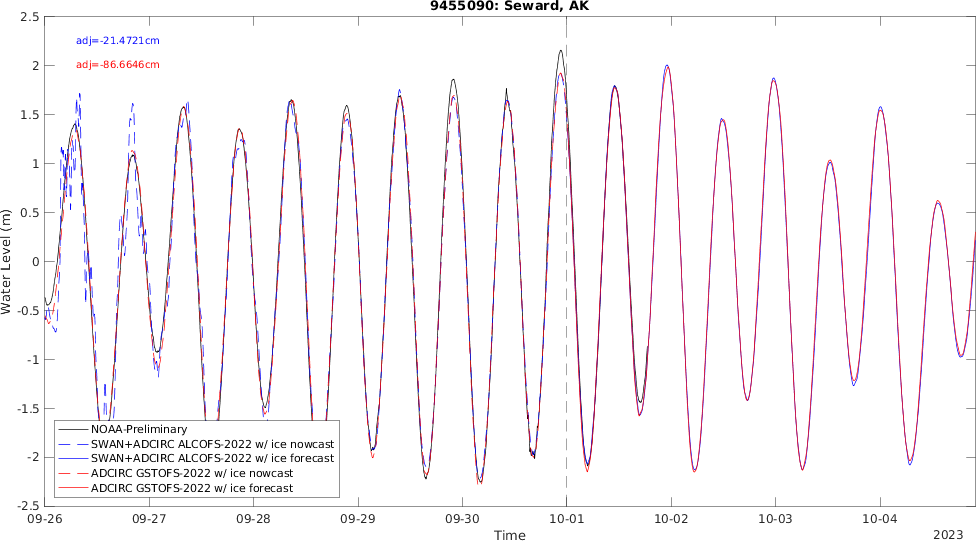 9455090: Seward, AK
adj=-21.4721cm
adj=-86.6646cm
2.5
2
1.5
1
0.5
0
-0.5
-1
-1.5
-2
-2.5
Water Level (m)
NOAA-Preliminary
SWAN+ADCIRC ALCOFS-2022 w/ ice nowcast
SWAN+ADCIRC ALCOFS-2022 w/ ice forecast
ADCIRC GSTOFS-2022 w/ ice nowcast
ADCIRC GSTOFS-2022 w/ ice forecast
09-26 09-27 09-28 09-29 09-30 10-01 10-02 10-03 10-04
Time
2023